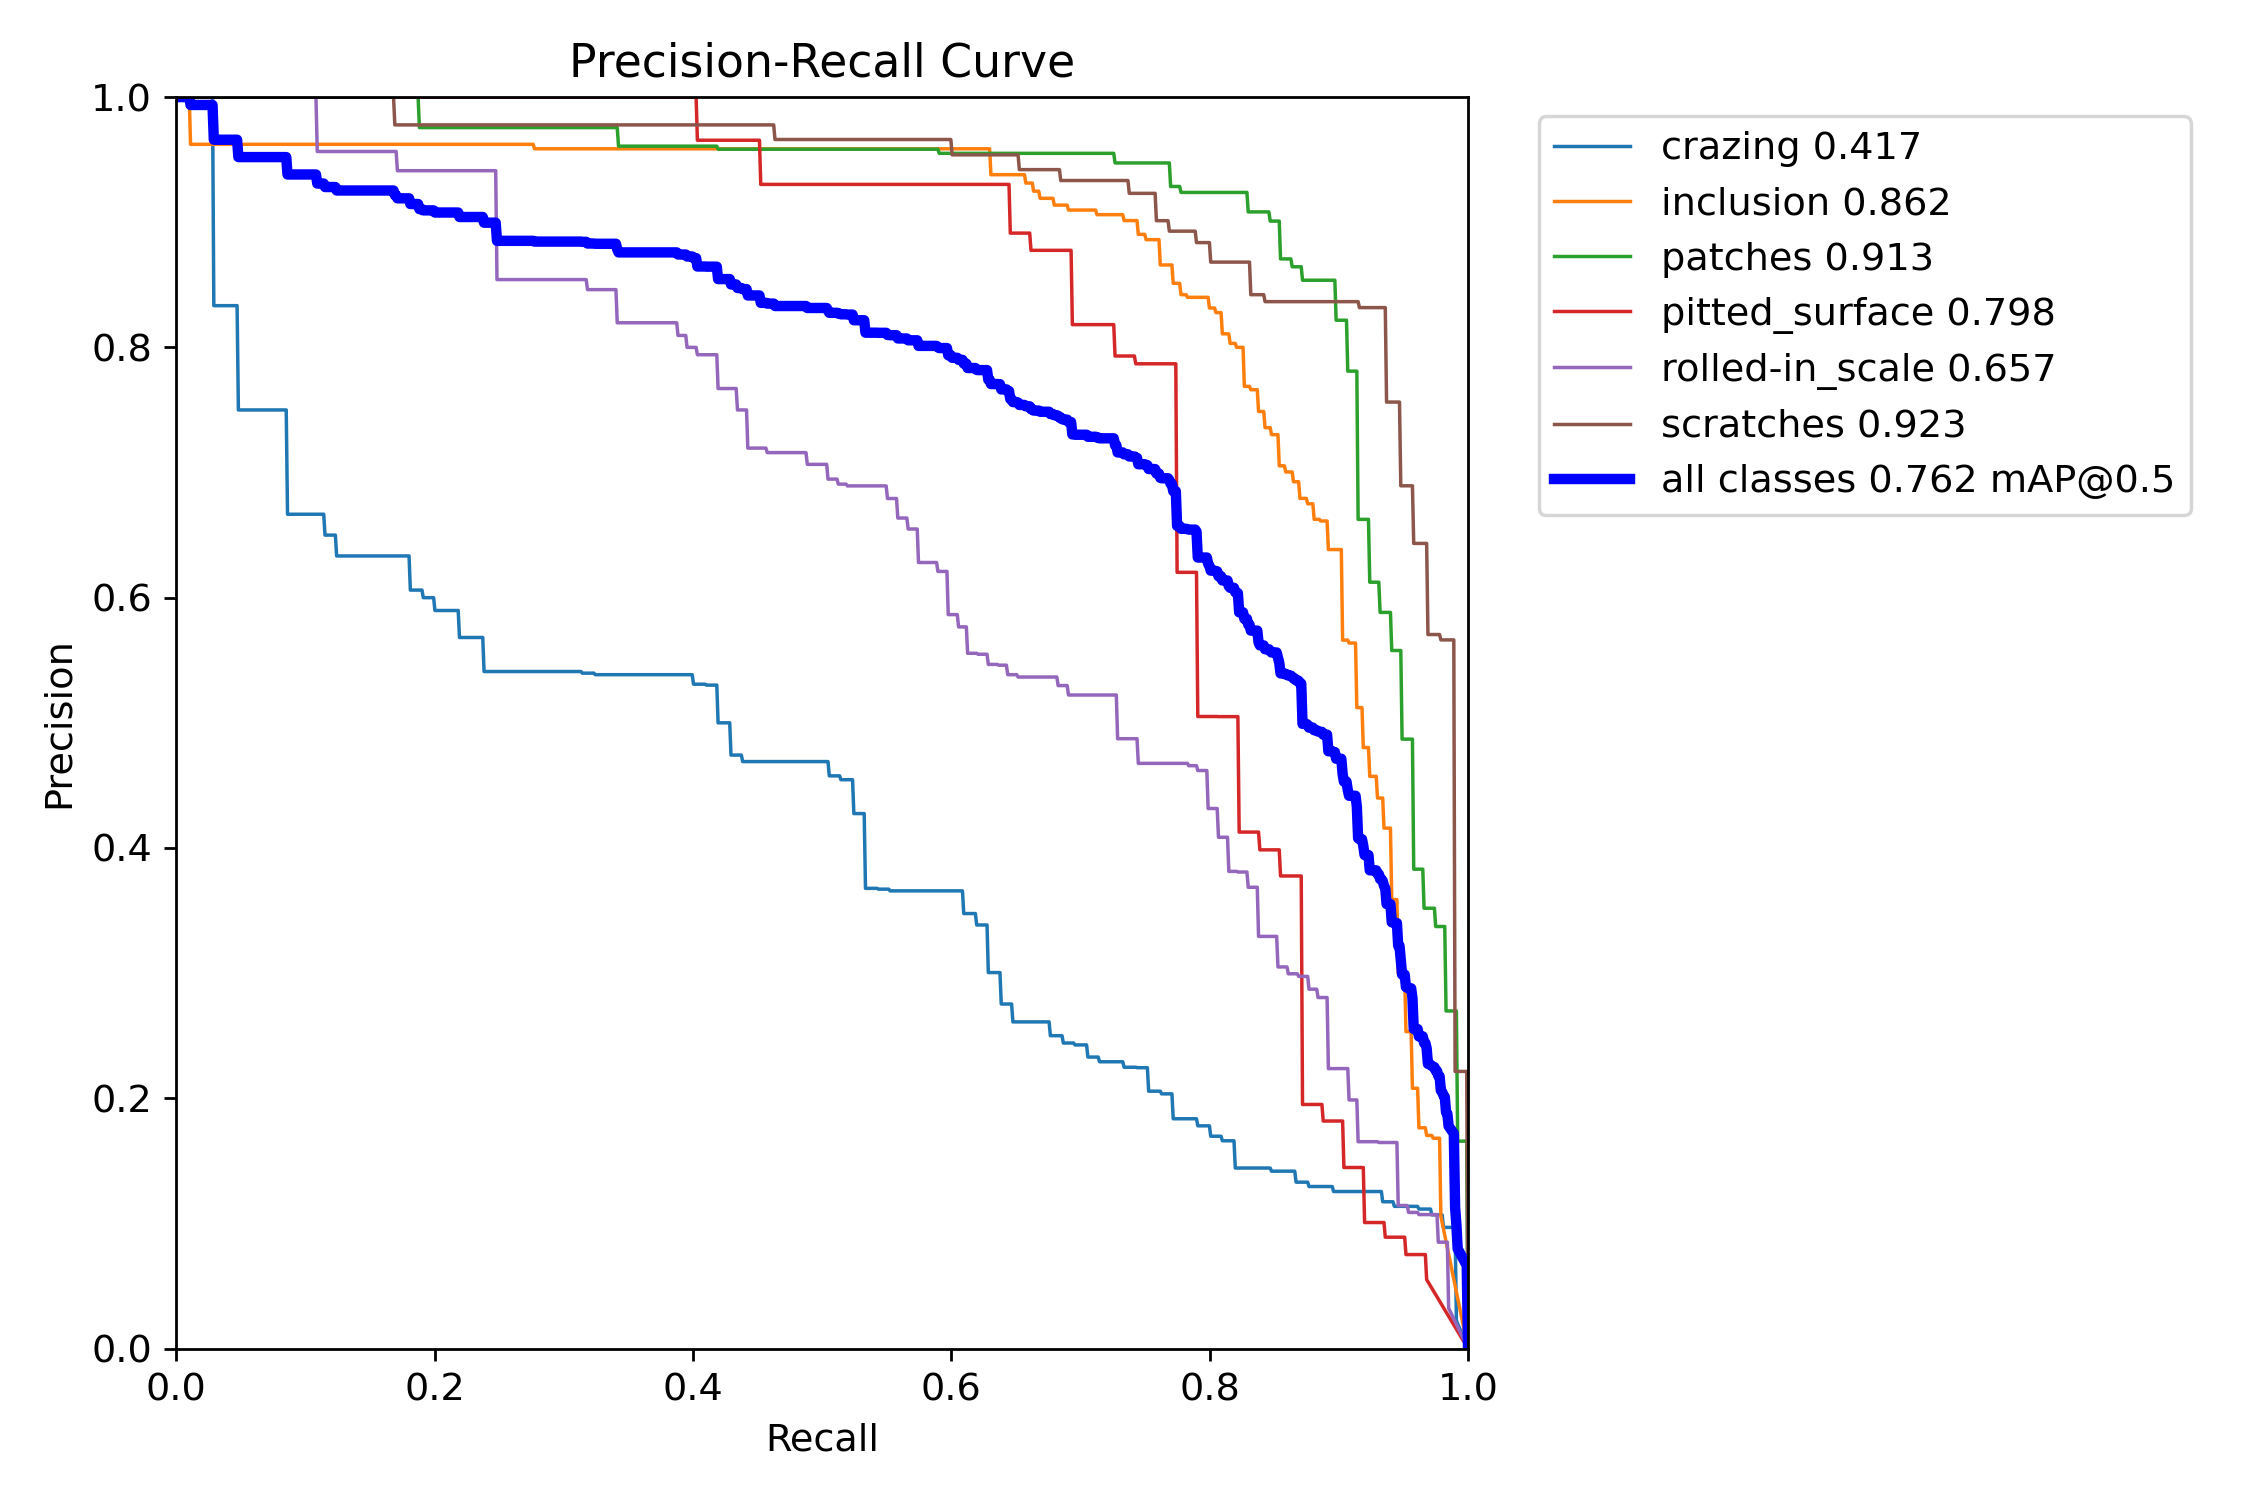 Precision-Recall Curve
1.0
0.8
0.6
0.4
0.2
0.0
Precision
0.0 0.2 0.4 0.6 0.8 1.0
Recall
crazing 0.417
inclusion 0.862
patches 0.913
pitted_surface 0.798
rolled-in_scale 0.657
scratches 0.923
all classes 0.762 mAP@0.5